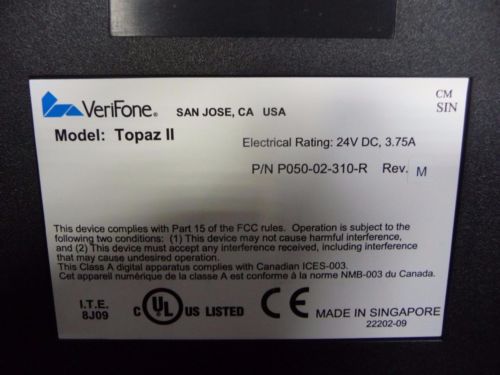 VeriFone® SAN JOSE, CA USA
CM
SIN
Model: Topaz II
Electrical Rating: 24V DC, 3.75A
P/N P050-02-310-R Rev. M
This device complies with Part 15 of the FCC rules. Operation is subject to the
following two conditions: (1) This device may not cause harmful interference,
and (2) This device must accept any interference received, including interference
that may cause undesired operation.
This Class A digital apparatus complies with Canadian ICES-003.
Cet appareil numérique de la classe A est conforme à la norme NMB-003 du Canada.
I.T.E.
8J09
C UL US LISTED CE
MADE IN SINGAPORE
22202-09